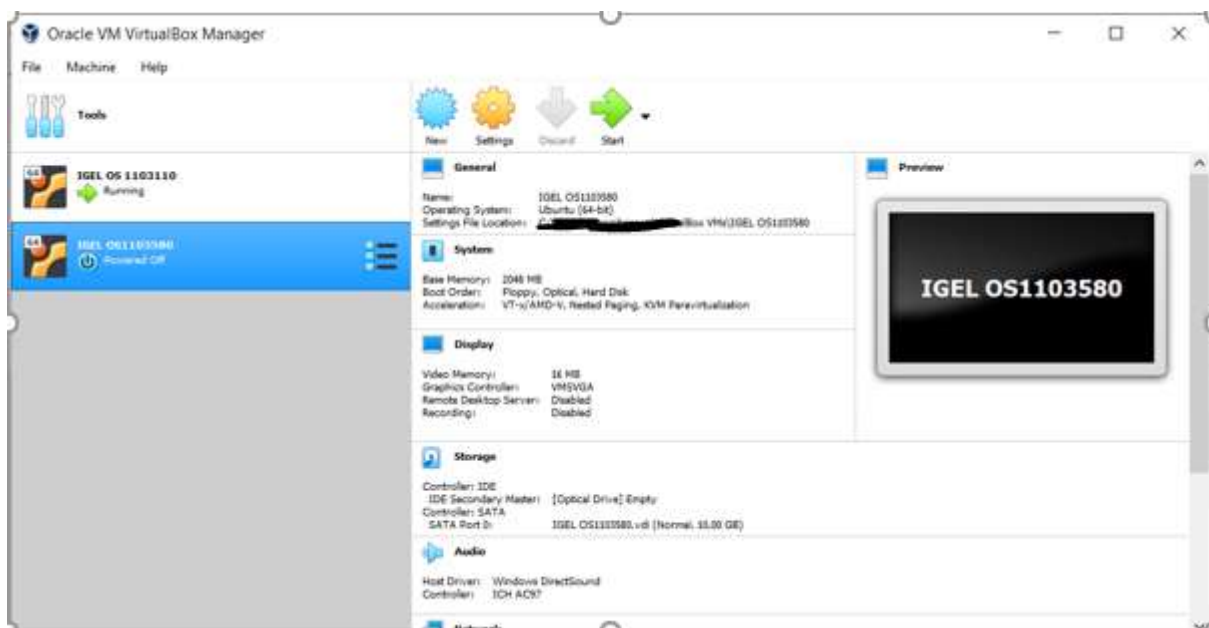 Oracle VM VirtualBox Manager
File Machine Help
Tools
New Settings Discard Start
IGEL OS 1103110
Running
IGEL OS1103580
Powered Off
General
Name: IGEL OS1103580
Operating System: Ubuntu (64-bit)
Settings File Location: VMs\IGEL OS1103580
System
Base Memory: 2048 MB
Boot Order: Floppy, Optical, Hard Disk
Acceleration: VT-x/AMD-V, Nested Paging, KVM Paravirtualization
Display
Video Memory: 16 MB
Graphics Controller: VMSVGA
Remote Desktop Server: Disabled
Recording: Disabled
Preview
IGEL OS1103580
Storage
Controller: IDE
IDE Secondary Master: [Optical Drive] Empty
Controller: SATA
SATA Port 0: IGEL OS1103580.vdi (Normal, 10.00 GB)
Audio
Host Driver: Windows DirectSound
Controller: ICH AC97
Network